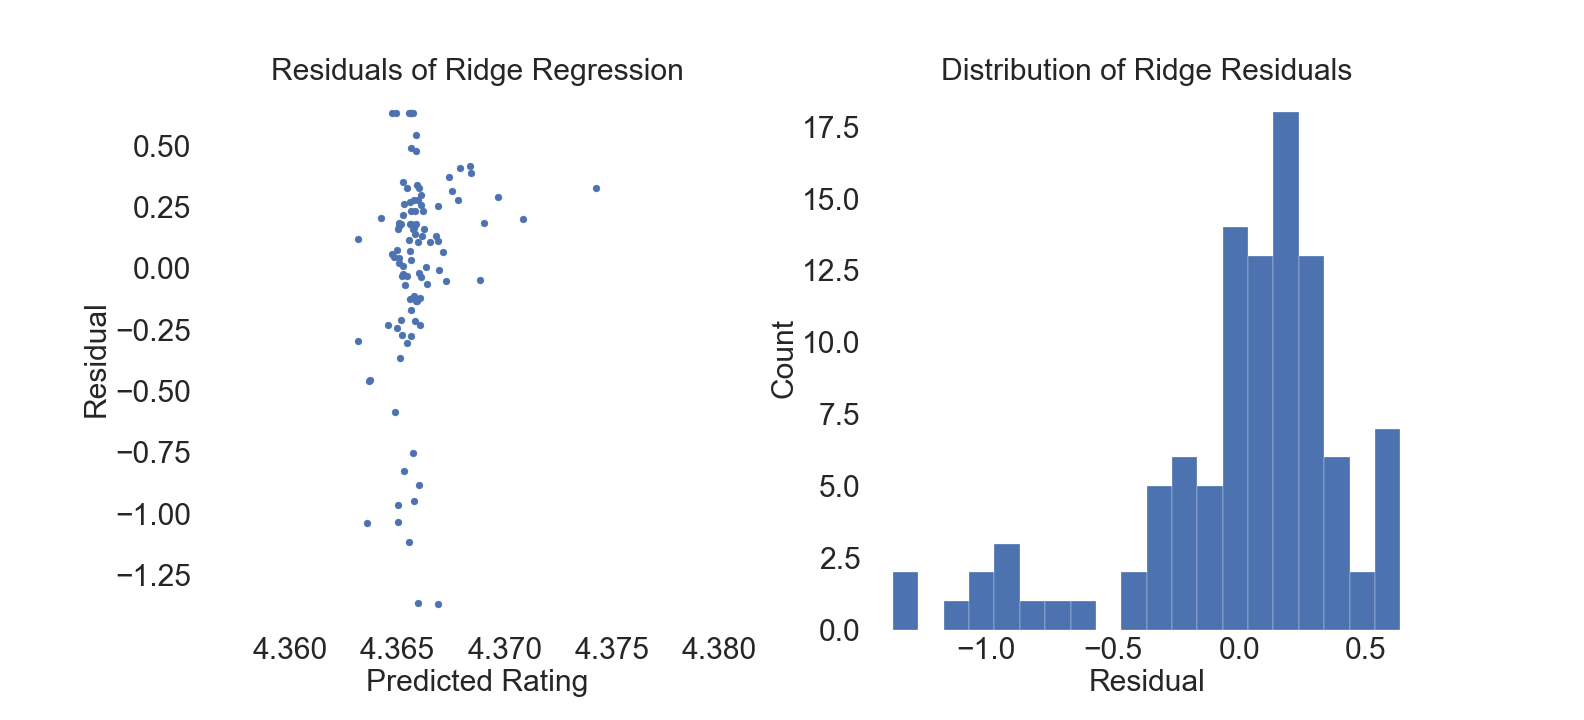 Residuals of Ridge Regression
0.50
0.25
0.00
−0.25
−0.50
−0.75
−1.00
−1.25
Residual
4.360 4.365 4.370 4.375 4.380
Predicted Rating
Distribution of Ridge Residuals
17.5
15.0
12.5
10.0
7.5
5.0
2.5
0.0
Count
−1.0 −0.5 0.0 0.5
Residual